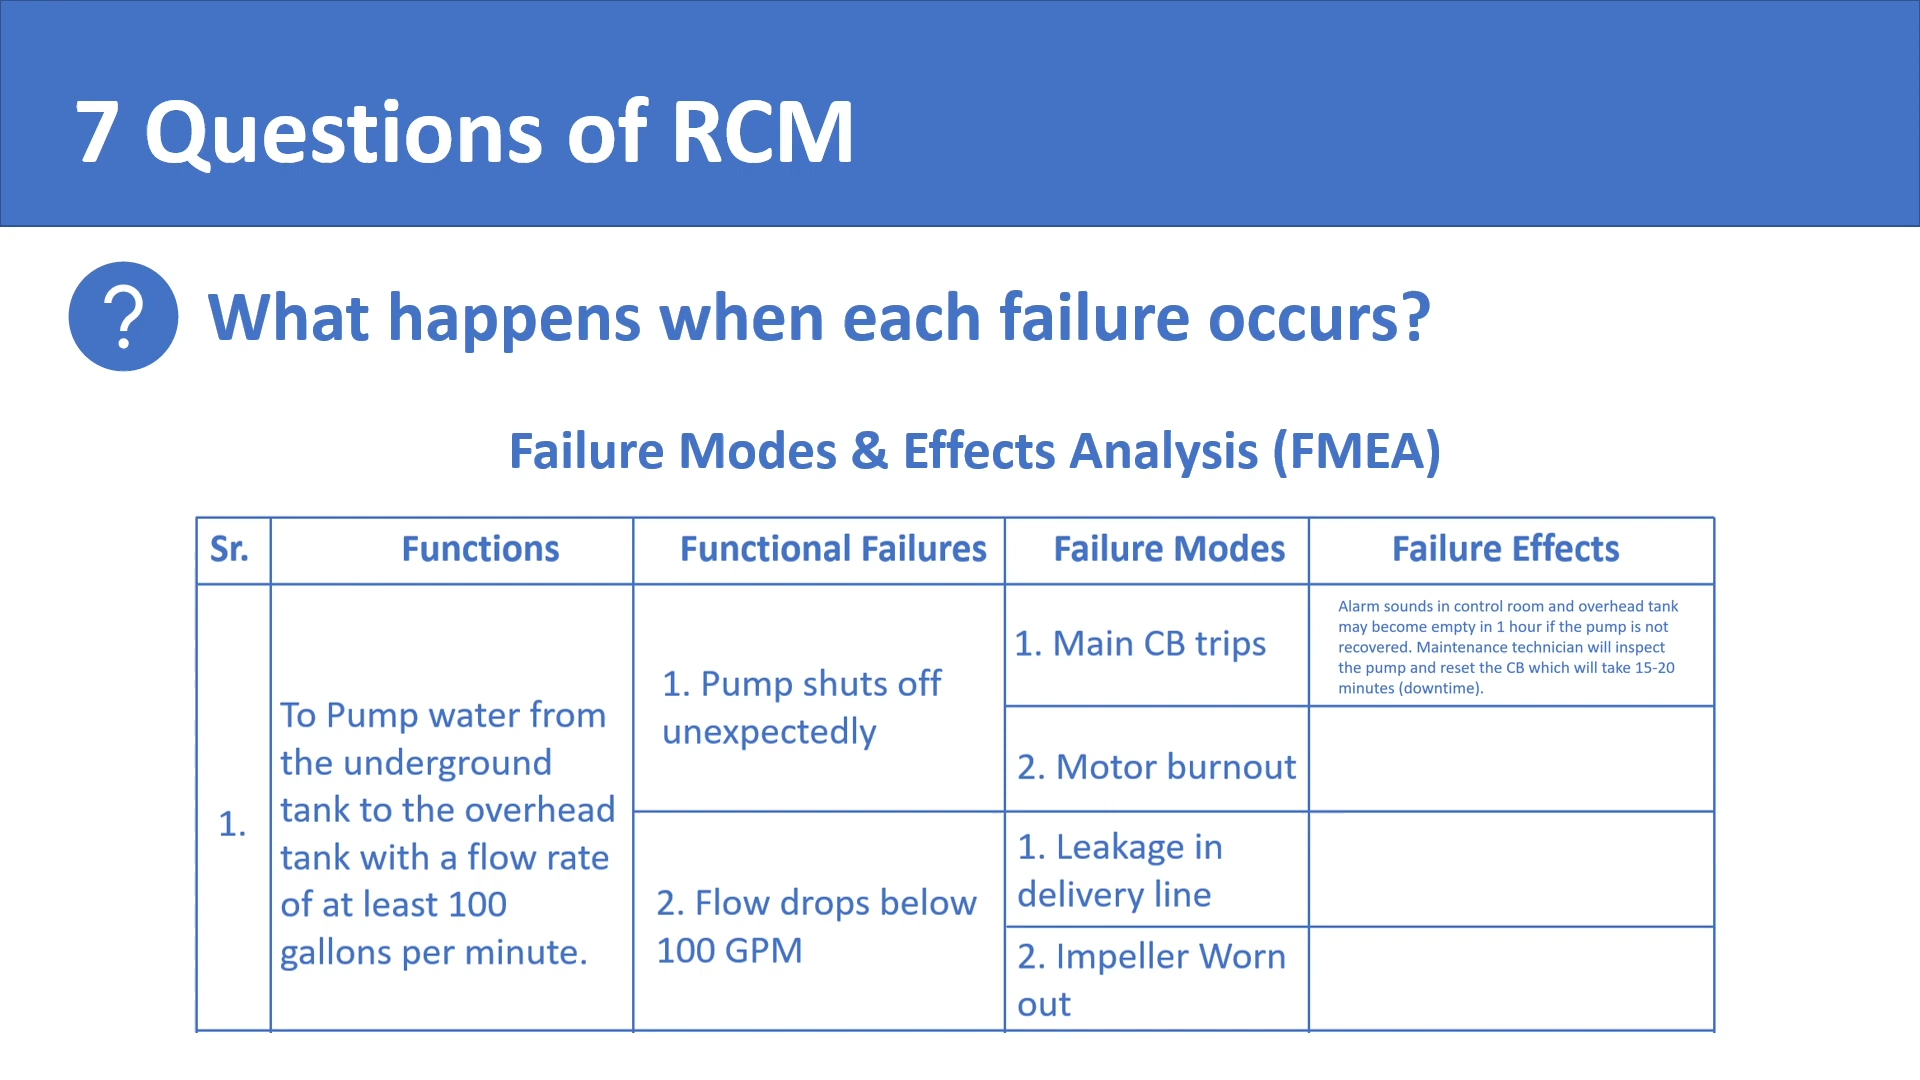 7 Questions of RCM
? What happens when each failure occurs?
Failure Modes & Effects Analysis (FMEA)
Sr. Functions Functional Failures Failure Modes Failure Effects
1.
To Pump water from
the underground
tank to the overhead
tank with a flow rate
of at least 100
gallons per minute.
1. Pump shuts off
unexpectedly
1. Main CB trips
Alarm sounds in control room and overhead tank
may become empty in 1 hour if the pump is not
recovered. Maintenance technician will inspect
the pump and reset the CB which will take 15-20
minutes (downtime).
2. Motor burnout
2. Flow drops below
100 GPM
1. Leakage in
delivery line
2. Impeller Worn
out